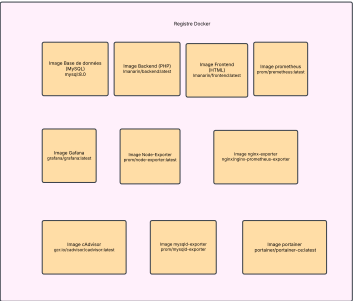 Registre Docker
Image Base de données
(MySQL)
mysql:8.0
Image Backend (PHP)
imanerin/backend:latest
Image Frontend
(HTML)
imanerin/frontend:latest
Image prometheus
prom/prometheus:latest
Image Gafana
grafana/grafana:latest
Image Node-Exporter
prom/node-exporter:latest
Image nginx-exporter
nginx/nginx-prometheus-exporter
Image cAdvisor
gcr.io/cadvisor/cadvisor:latest
Image mysqld-exporter
prom/mysqld-exporter
Image portainer
portainer/portainer-ce:latest